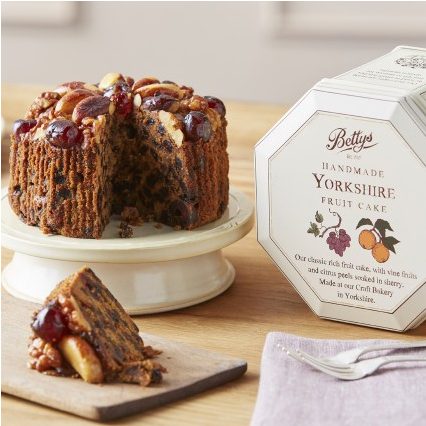 Bettys
HANDMADE
YORKSHIRE
FRUIT CAKE
Our classic rich fruit cake, with vine fruits
and citrus peels soaked in sherry.
Made at our Craft Bakery
in Yorkshire.
Bettys